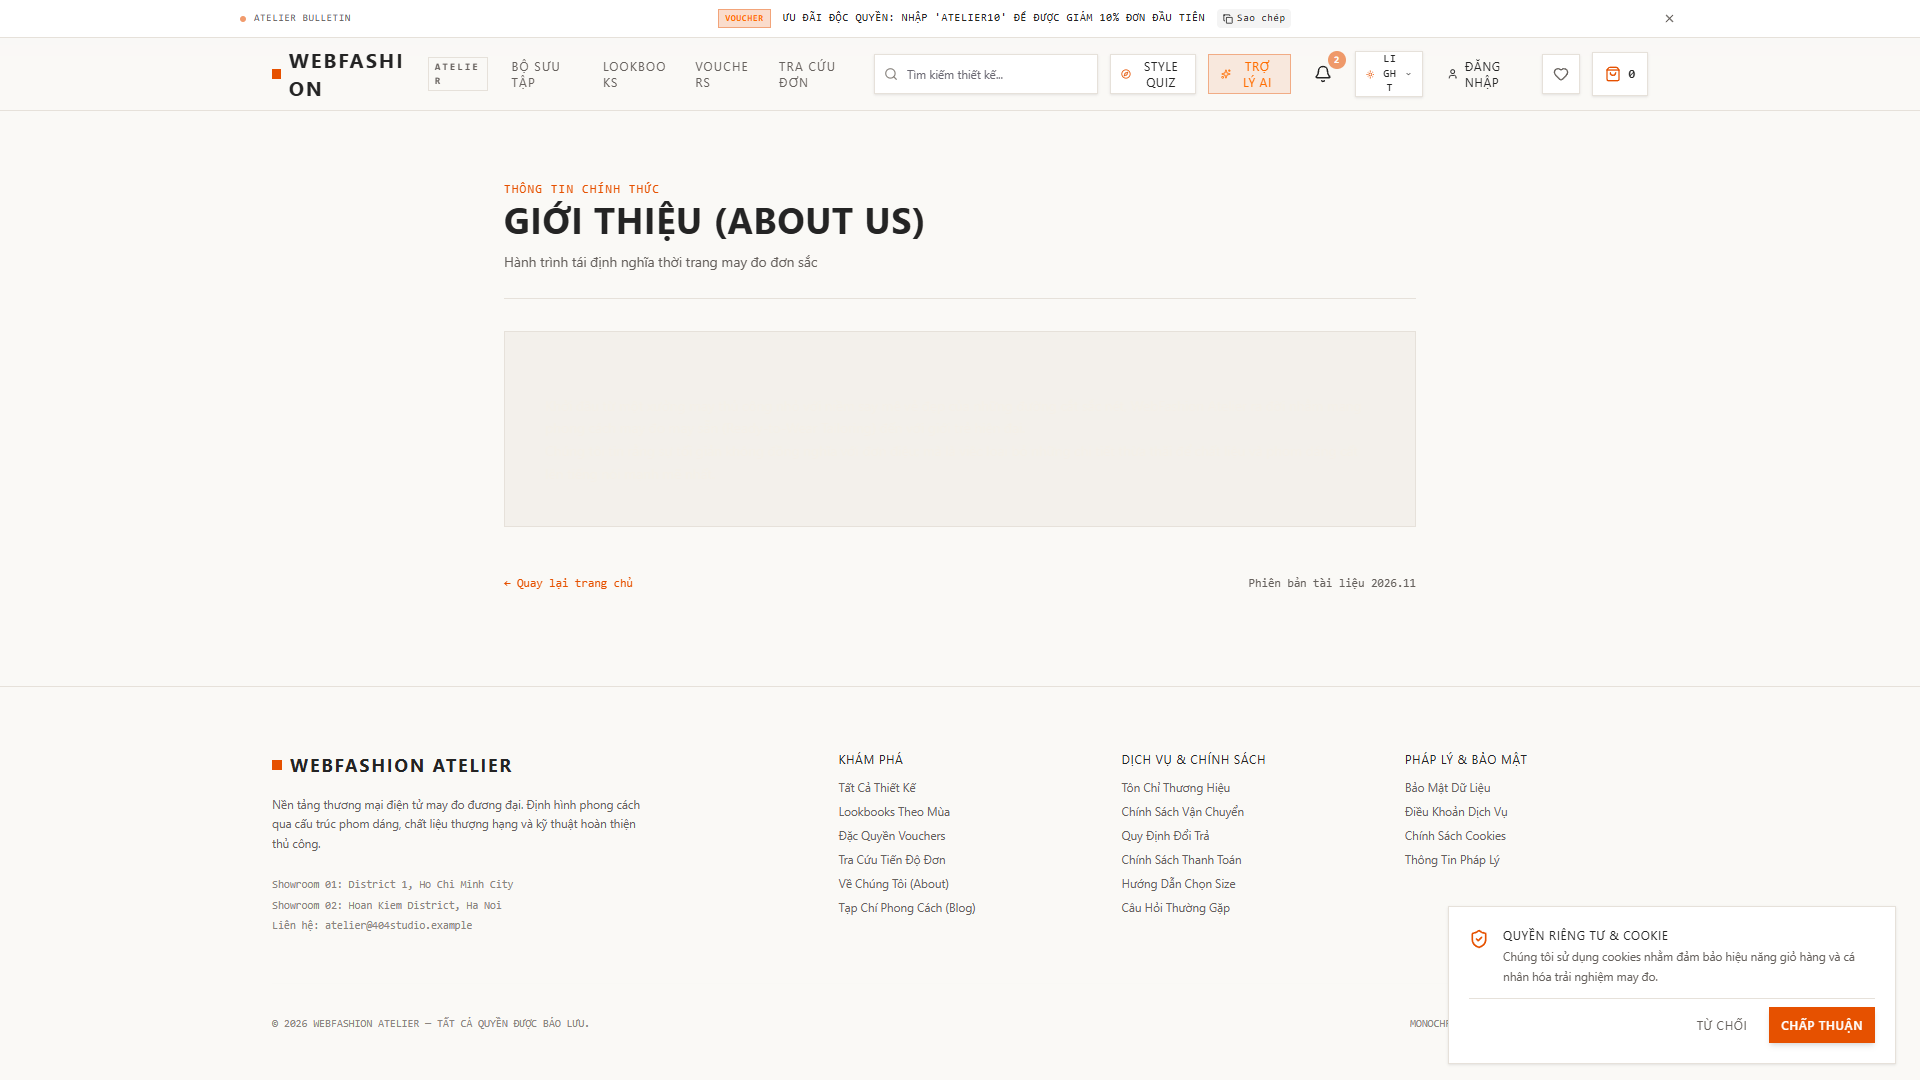 ATELIER BULLETIN
VOUCHER ƯU ĐÃI ĐỘC QUYỀN: NHẬP 'ATELIER10' ĐỂ ĐƯỢC GIẢM 10% ĐƠN ĐẦU TIÊN Sao chép
WEBFASHI
ON
ATELIE
R
BỘ SƯU
TẬP
LOOKBOO
KS
VOUCHE
RS
TRA CỨU
ĐƠN
Tìm kiếm thiết kế...
STYLE
QUIZ
TRỢ
LÝ AI
2
LI
GH
T
ĐĂNG
NHẬP
0
THÔNG TIN CHÍNH THỨC
GIỚI THIỆU (ABOUT US)
Hành trình tái định nghĩa thời trang may đo đơn sắc
← Quay lại trang chủ
Phiên bản tài liệu 2026.11
WEBFASHION ATELIER
Nền tảng thương mại điện tử may đo đương đại. Định hình phong cách
qua cấu trúc phom dáng, chất liệu thượng hạng và kỹ thuật hoàn thiện
thủ công.
Showroom 01: District 1, Ho Chi Minh City
Showroom 02: Hoan Kiem District, Ha Noi
Liên hệ: atelier@404studio.example
KHÁM PHÁ
Tất Cả Thiết Kế
Lookbooks Theo Mùa
Đặc Quyền Vouchers
Tra Cứu Tiến Độ Đơn
Về Chúng Tôi (About)
Tạp Chí Phong Cách (Blog)
DỊCH VỤ & CHÍNH SÁCH
Tôn Chỉ Thương Hiệu
Chính Sách Vận Chuyển
Quy Định Đổi Trả
Chính Sách Thanh Toán
Hướng Dẫn Chọn Size
Câu Hỏi Thường Gặp
PHÁP LÝ & BẢO MẬT
Bảo Mật Dữ Liệu
Điều Khoản Dịch Vụ
Chính Sách Cookies
Thông Tin Pháp Lý
© 2026 WEBFASHION ATELIER — TẤT CẢ QUYỀN ĐƯỢC BẢO LƯU.
QUYỀN RIÊNG TƯ & COOKIE
Chúng tôi sử dụng cookies nhằm đảm bảo hiệu năng giỏ hàng và cá
nhân hóa trải nghiệm may đo.
TỪ CHỐI
CHẤP THUẬN